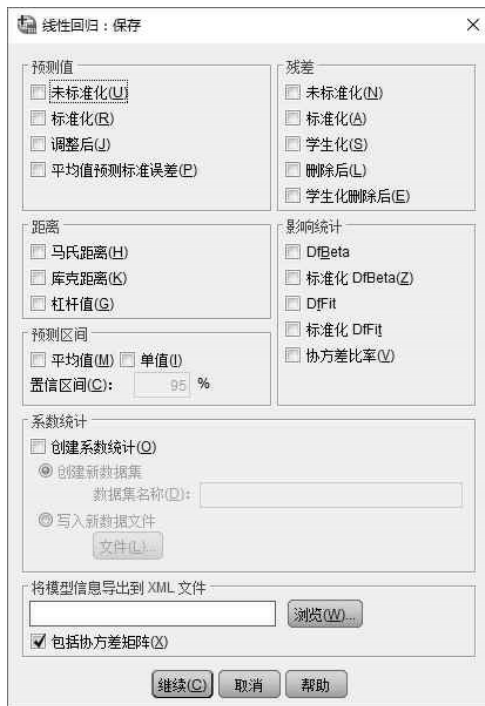 线性回归：保存
预测值
未标准化(U)
标准化(R)
调整后(J)
平均值预测标准误差(P)
残差
未标准化(N)
标准化(A)
学生化(S)
删除后(L)
学生化删除后(E)
距离
马氏距离(H)
库克距离(K)
杠杆值(G)
影响统计
DfBeta
标准化 DfBeta(Z)
DfFit
标准化 DfFit
协方差比率(V)
预测区间
平均值(M) 单值(I)
置信区间(C)： 95 %
系数统计
创建系数统计(O)
创建新数据集
数据集名称(D)：
写入新数据文件
文件(L)...
将模型信息导出到 XML 文件
浏览(W)...
包括协方差矩阵(X)
继续(C) 取消 帮助